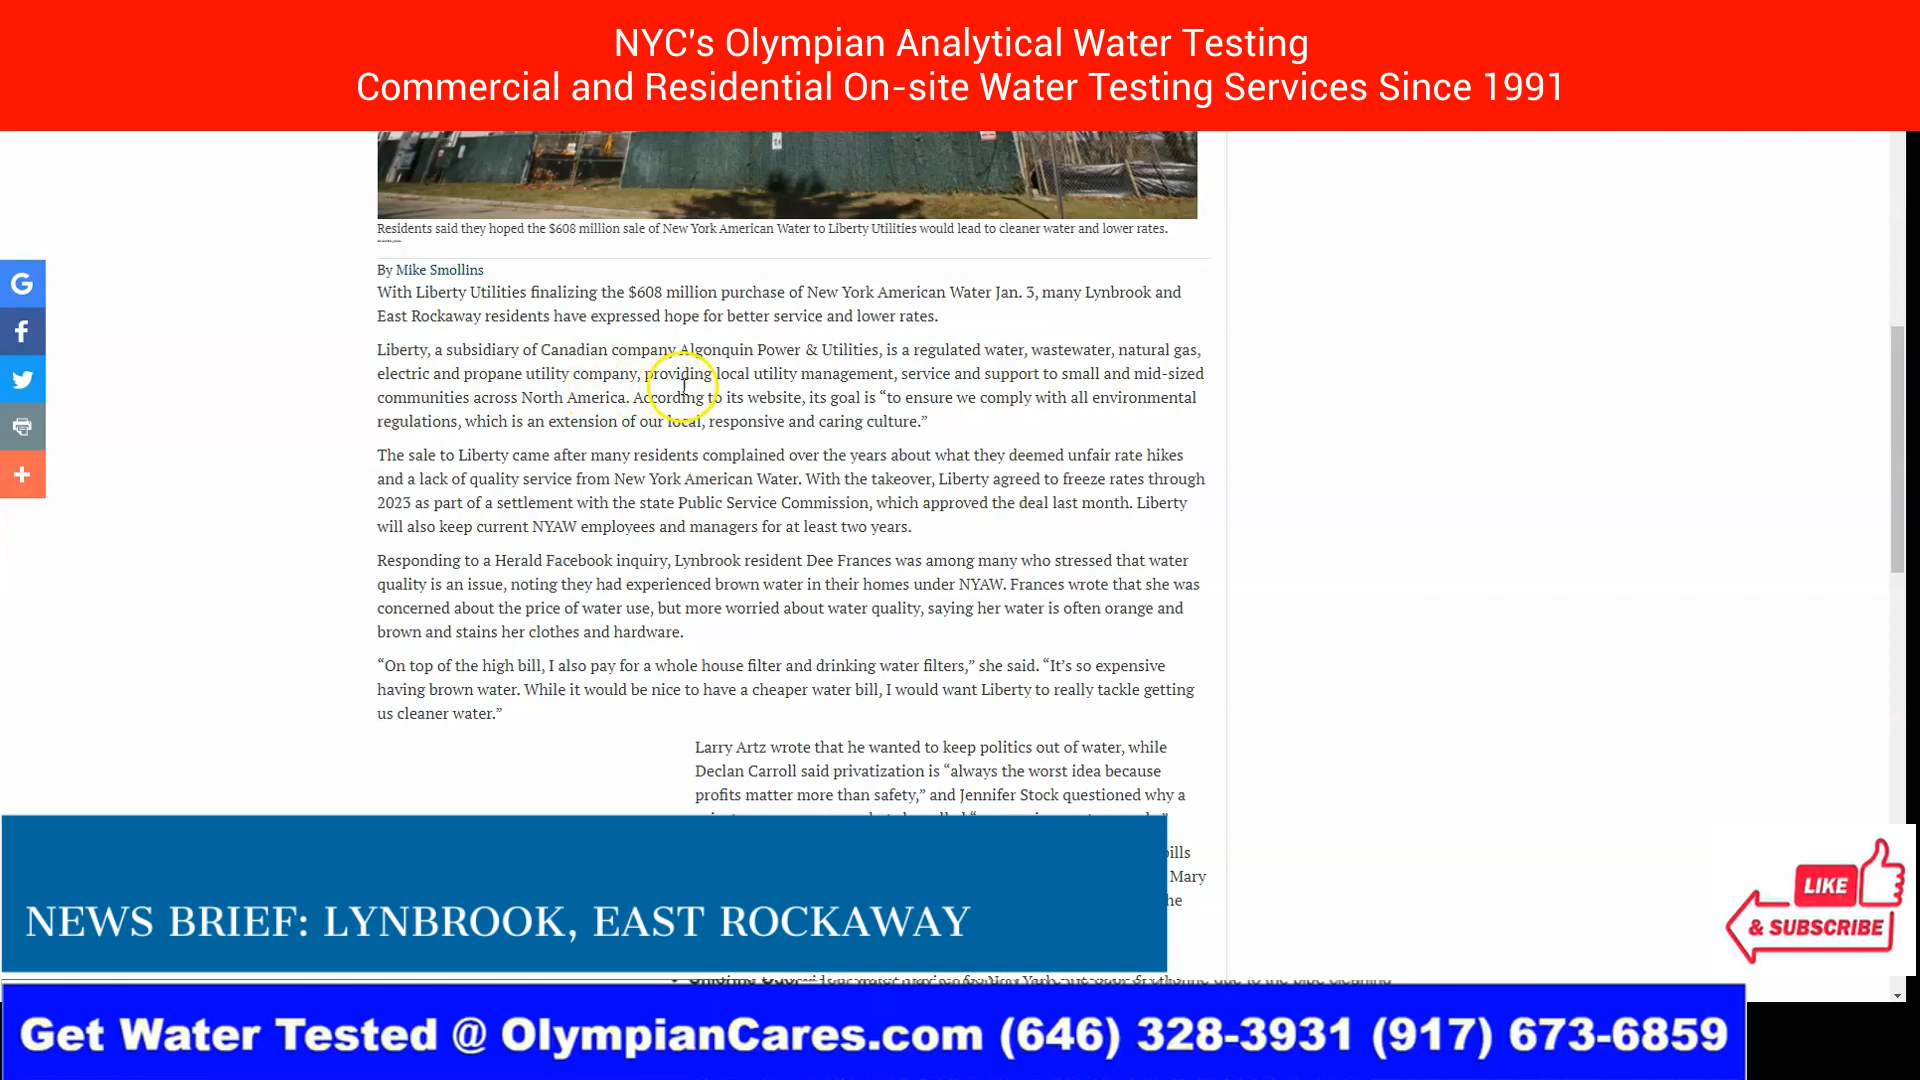 NYC's Olympian Analytical Water Testing
Commercial and Residential On-site Water Testing Services Since 1991
Residents said they hoped the $608 million sale of New York American Water to Liberty Utilities would lead to cleaner water and lower rates.
By Mike Smollins
With Liberty Utilities finalizing the $608 million purchase of New York American Water Jan. 3, many Lynbrook and
East Rockaway residents have expressed hope for better service and lower rates.
Liberty, a subsidiary of Canadian company Algonquin Power & Utilities, is a regulated water, wastewater, natural gas,
electric and propane utility company, providing local utility management, service and support to small and mid-sized
communities across North America. According to its website, its goal is “to ensure we comply with all environmental
regulations, which is an extension of our local, responsive and caring culture.”
The sale to Liberty came after many residents complained over the years about what they deemed unfair rate hikes
and a lack of quality service from New York American Water. With the takeover, Liberty agreed to freeze rates through
2023 as part of a settlement with the state Public Service Commission, which approved the deal last month. Liberty
will also keep current NYAW employees and managers for at least two years.
Responding to a Herald Facebook inquiry, Lynbrook resident Dee Frances was among many who stressed that water
quality is an issue, noting they had experienced brown water in their homes under NYAW. Frances wrote that she was
concerned about the price of water use, but more worried about water quality, saying her water is often orange and
brown and stains her clothes and hardware.
“On top of the high bill, I also pay for a whole house filter and drinking water filters,” she said. “It’s so expensive
having brown water. While it would be nice to have a cheaper water bill, I would want Liberty to really tackle getting
us cleaner water.”
Larry Artz wrote that he wanted to keep politics out of water, while
Declan Carroll said privatization is “always the worst idea because
profits matter more than safety,” and Jennifer Stock questioned why a
Mary
NEWS BRIEF: LYNBROOK, EAST ROCKAWAY
LIKE
& SUBSCRIBE
Get Water Tested @ OlympianCares.com (646) 328-3931 (917) 673-6859